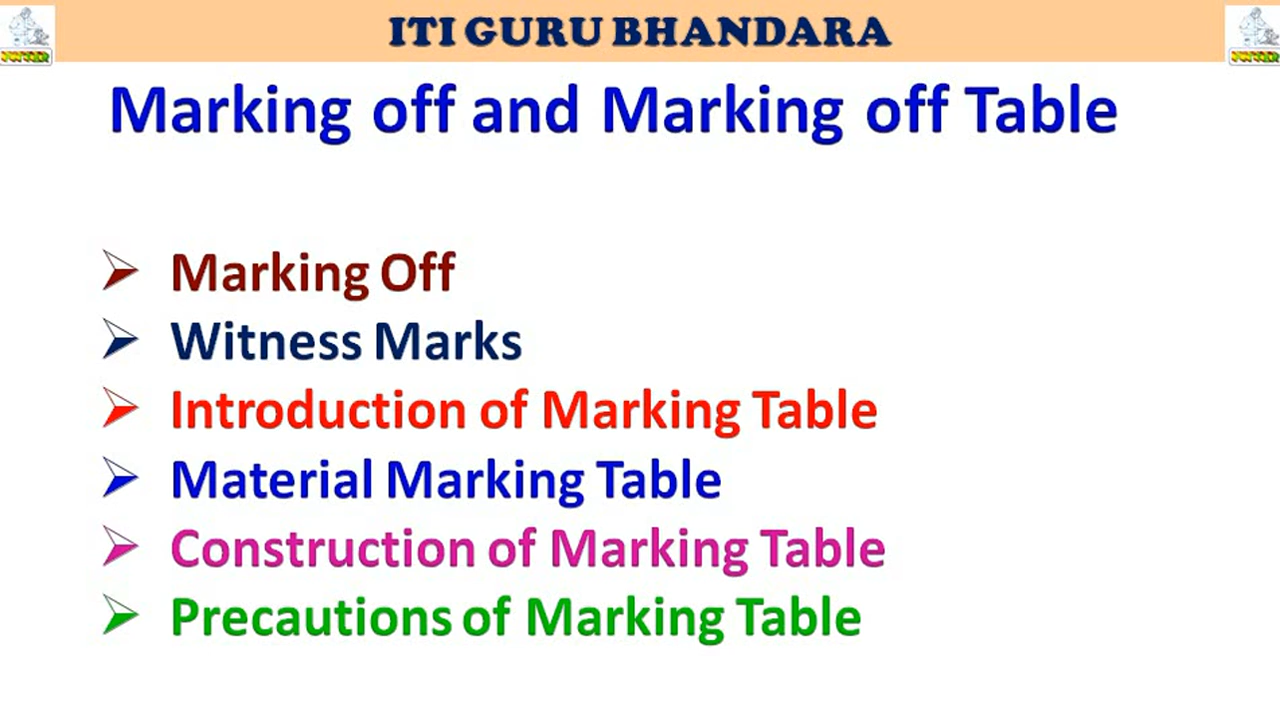 ITI GURU BHANDARA
Marking off and Marking off Table
Marking Off
Witness Marks
Introduction of Marking Table
Material Marking Table
Construction of Marking Table
Precautions of Marking Table